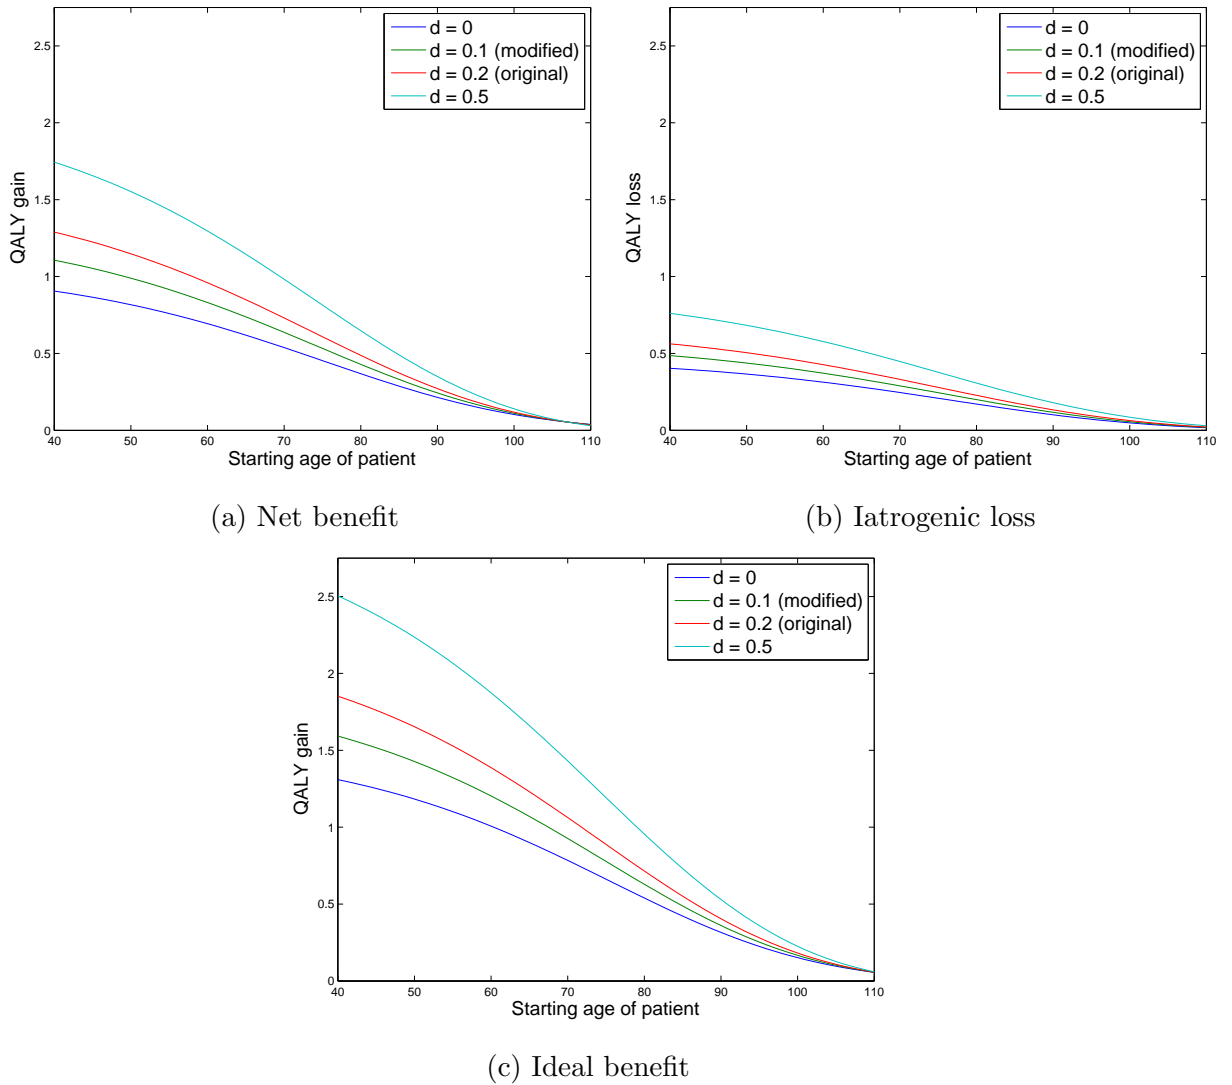 2.5
2
1.5
1
0.5
0
QALY gain
d = 0
d = 0.1 (modified)
d = 0.2 (original)
d = 0.5
40 50 60 70 80 90 100 110
Starting age of patient
(a) Net benefit
2.5
2
1.5
1
0.5
0
QALY loss
d = 0
d = 0.1 (modified)
d = 0.2 (original)
d = 0.5
40 50 60 70 80 90 100 110
Starting age of patient
(b) Iatrogenic loss
2.5
2
1.5
1
0.5
0
QALY gain
d = 0
d = 0.1 (modified)
d = 0.2 (original)
d = 0.5
40 50 60 70 80 90 100 110
Starting age of patient
(c) Ideal benefit